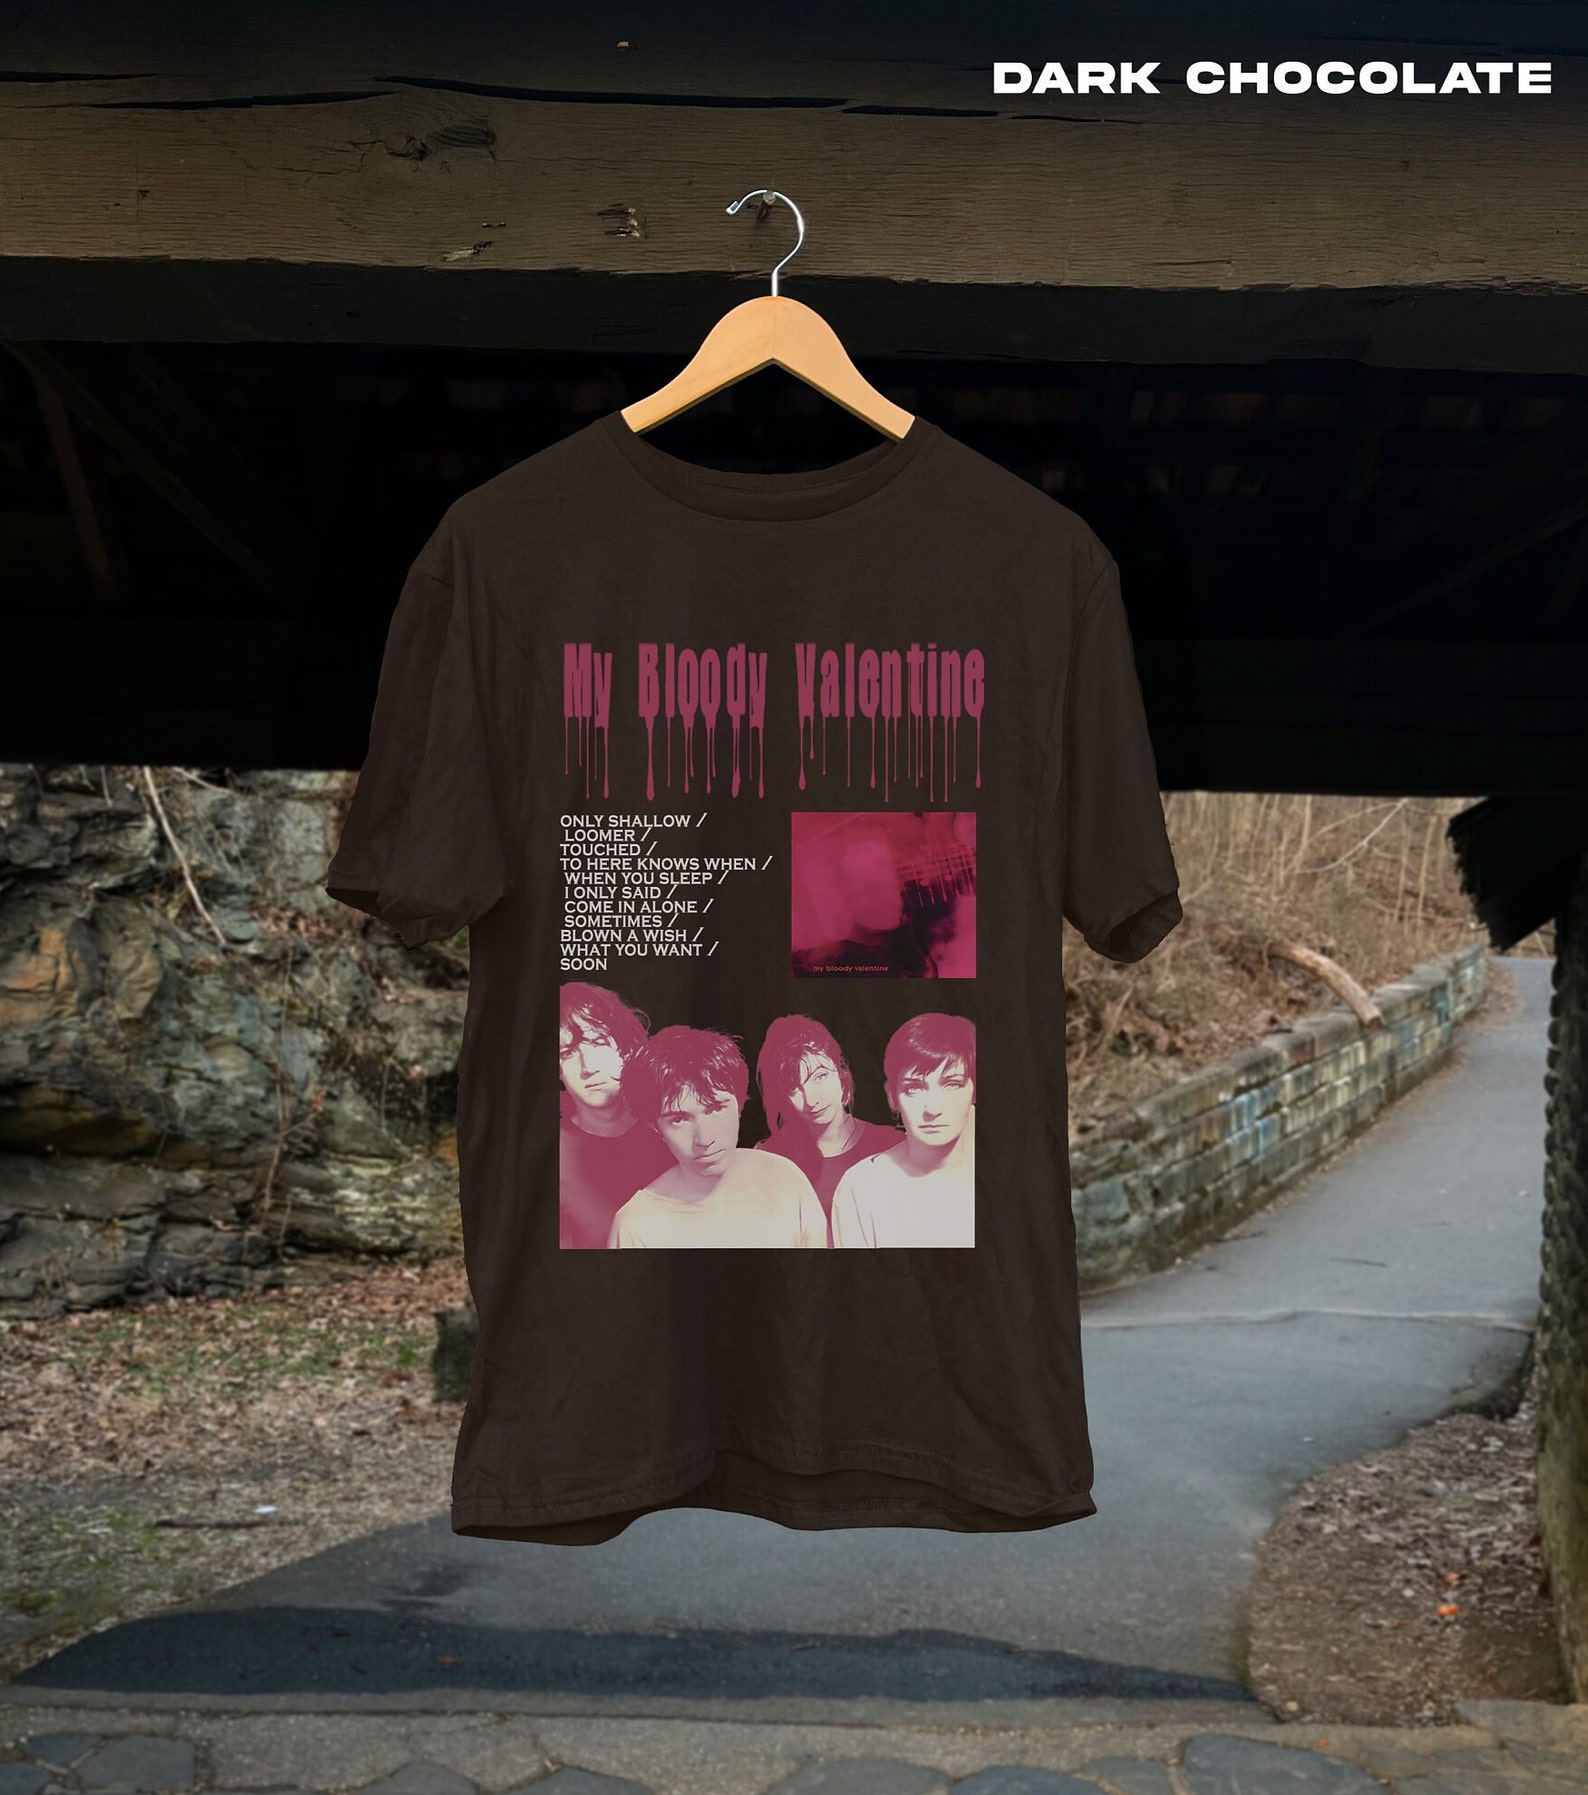 DARK CHOCOLATE
My Bloody Valentine
ONLY SHALLOW /
LOOMER /
TOUCHED /
TO HERE KNOWS WHEN /
WHEN YOU SLEEP /
I ONLY SAID /
COME IN ALONE /
SOMETIMES /
BLOWN A WISH /
WHAT YOU WANT /
SOON
my bloody valentine